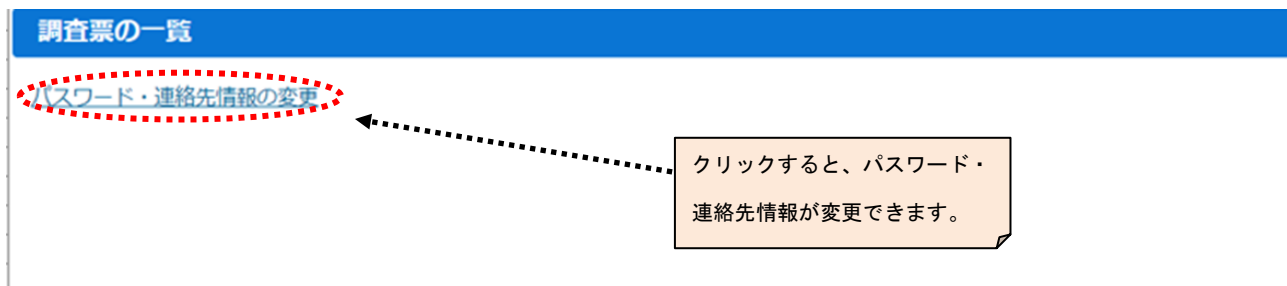 調査票の一覧
パスワード・連絡先情報の変更
クリックすると、パスワード・
連絡先情報が変更できます。